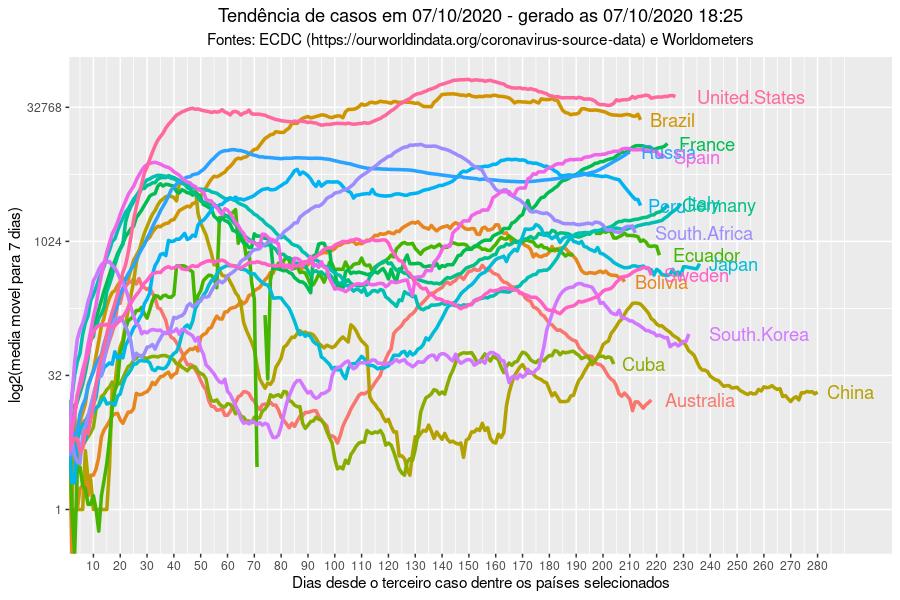 Tendência de casos em 07/10/2020 - gerado as 07/10/2020 18:25
Fontes: ECDC (https://ourworldindata.org/coronavirus-source-data) e Worldometers
log2(media movel para 7 dias)
32768
1024
32
1
United.States
Brazil
France
Russia
Spain
Peru
Germany
Italy
South.Africa
Ecuador
Japan
Sweden
Bolivia
South.Korea
Cuba
China
Australia
10 20 30 40 50 60 70 80 90 100 110 120 130 140 150 160 170 180 190 200 210 220 230 240 250 260 270 280
Dias desde o terceiro caso dentre os países selecionados